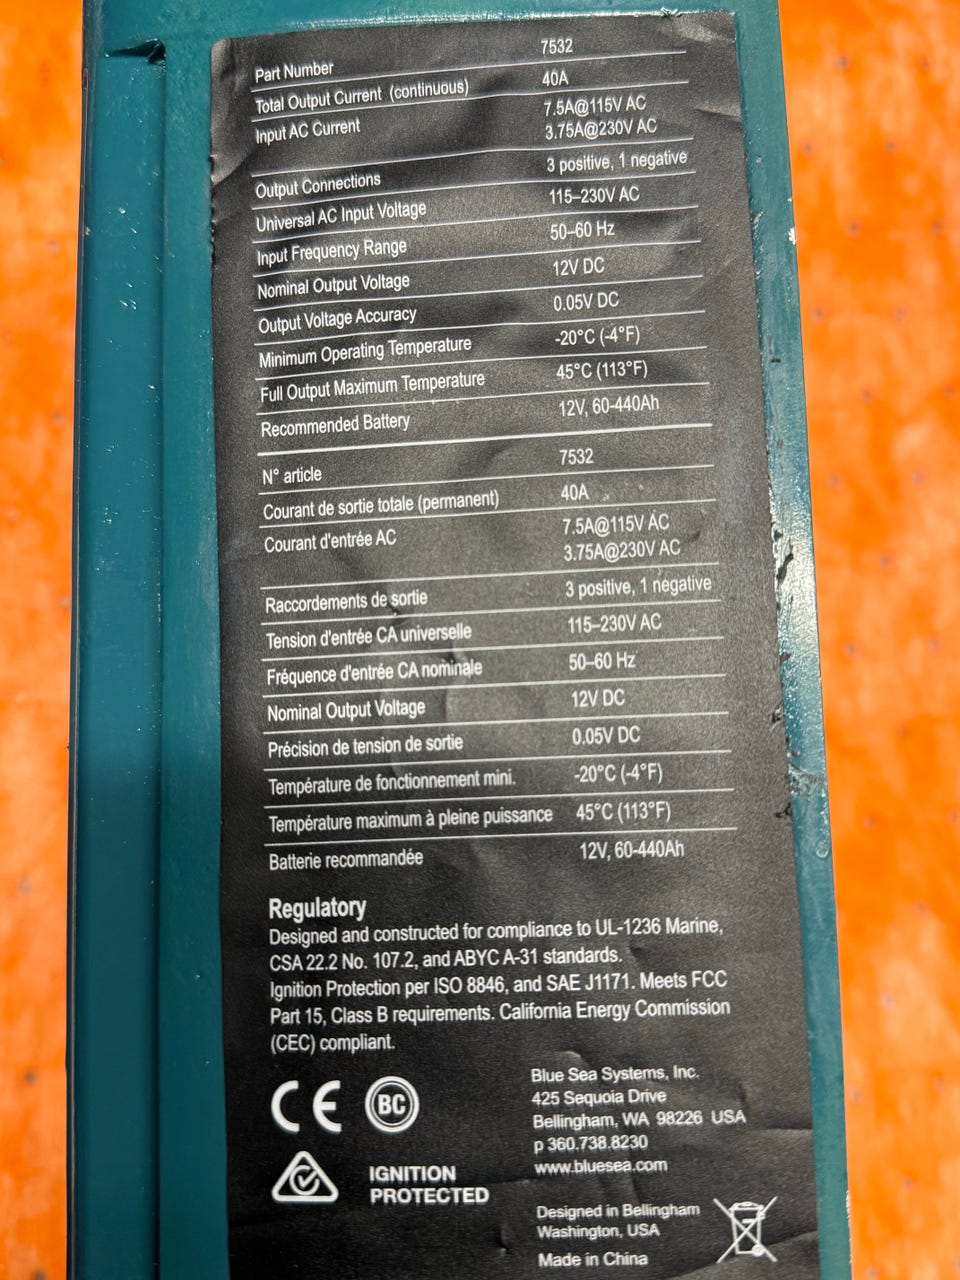 Part Number 7532
Total Output Current (continuous) 40A
Input AC Current 7.5A@115V AC
3.75A@230V AC
Output Connections 3 positive, 1 negative
Universal AC Input Voltage 115–230V AC
Input Frequency Range 50–60 Hz
Nominal Output Voltage 12V DC
Output Voltage Accuracy 0.05V DC
Minimum Operating Temperature -20°C (-4°F)
Full Output Maximum Temperature 45°C (113°F)
Recommended Battery 12V, 60-440Ah
N° article 7532
Courant de sortie totale (permanent) 40A
Courant d'entrée AC 7.5A@115V AC
3.75A@230V AC
Raccordements de sortie 3 positive, 1 negative
Tension d'entrée CA universelle 115–230V AC
Fréquence d'entrée CA nominale 50–60 Hz
Nominal Output Voltage 12V DC
Précision de tension de sortie 0.05V DC
Température de fonctionnement mini. -20°C (-4°F)
Température maximum à pleine puissance 45°C (113°F)
Batterie recommandée 12V, 60-440Ah
Regulatory
Designed and constructed for compliance to UL-1236 Marine,
CSA 22.2 No. 107.2, and ABYC A-31 standards.
Ignition Protection per ISO 8846, and SAE J1171. Meets FCC
Part 15, Class B requirements. California Energy Commission
(CEC) compliant.
CE BC
IGNITION
PROTECTED
Blue Sea Systems, Inc.
425 Sequoia Drive
Bellingham, WA 98226 USA
p 360.738.8230
www.bluesea.com
Designed in Bellingham
Washington, USA
Made in China